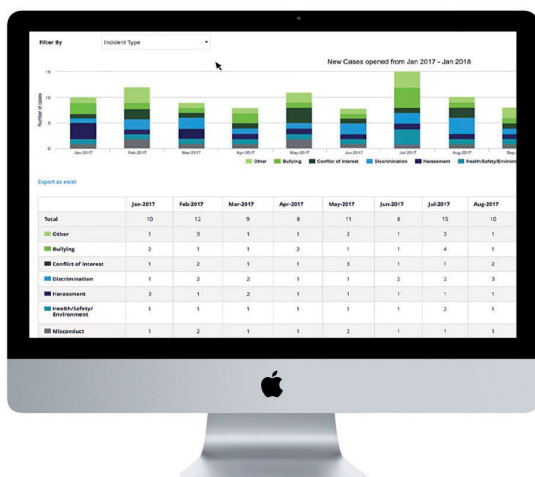 Filter By Incident Type
New Cases opened from Jan 2017 - Jan 2018
Number of cases
15
10
5
0
Jan-2017 Feb-2017 Mar-2017 Apr-2017 May-2017 Jun-2017 Jul-2017 Aug-2017 Sep
Other Bullying Conflict of Interest Discrimination Harassment Health/Safety/Environm
Export as excel
Jan-2017 Feb-2017 Mar-2017 Apr-2017 May-2017 Jun-2017 Jul-2017 Aug-2017
Total 10 12 9 8 11 8 15 10
Other 1 3 1 1 2 1 3 1
Bullying 2 1 1 2 1 1 4 1
Conflict of Interest 1 2 1 1 3 1 1 2
Discrimination 1 2 2 1 1 2 2 3
Harassment 3 1 2 1 1 1 1 1
Health/Safety/
Environment 1 1 1 1 1 1 3 1
Misconduct 1 2 1 1 2 1 1 1